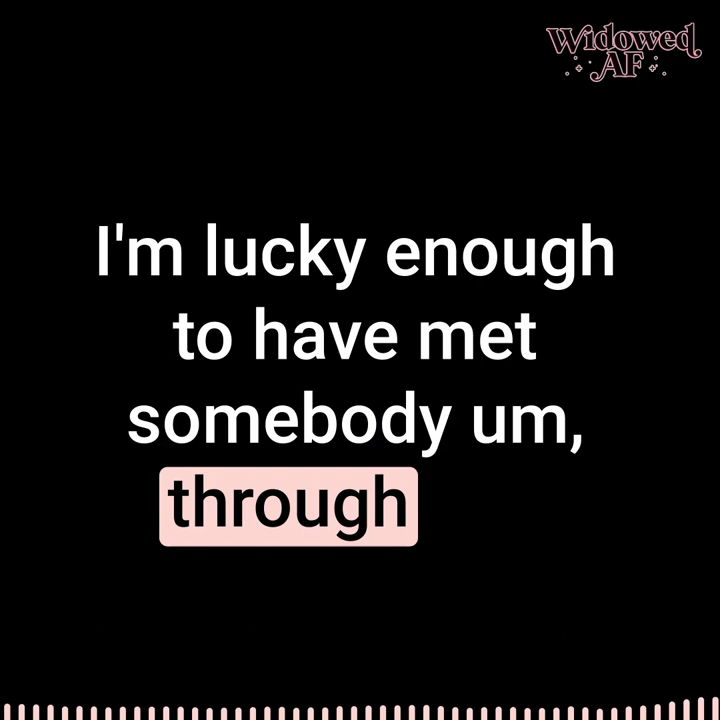 Widowed
AF
I'm lucky enough
to have met
somebody um,
through